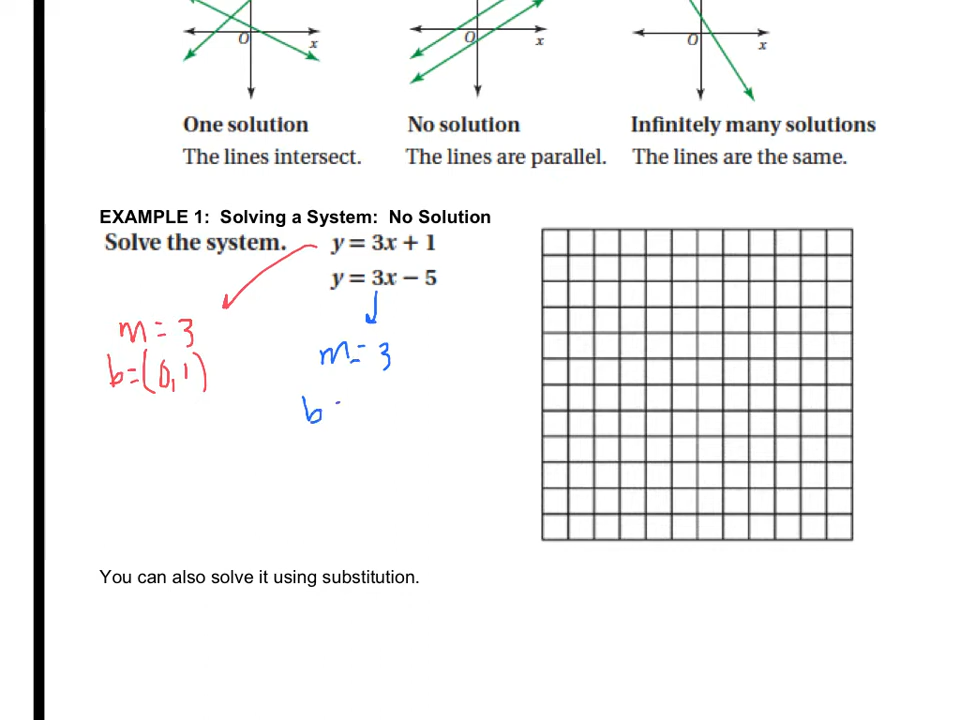 O x O x O x
One solution No solution Infinitely many solutions
The lines intersect. The lines are parallel. The lines are the same.
EXAMPLE 1: Solving a System: No Solution
Solve the system. y = 3x + 1
y = 3x − 5
m = 3
b = (0, 1)
m = 3
b -
You can also solve it using substitution.